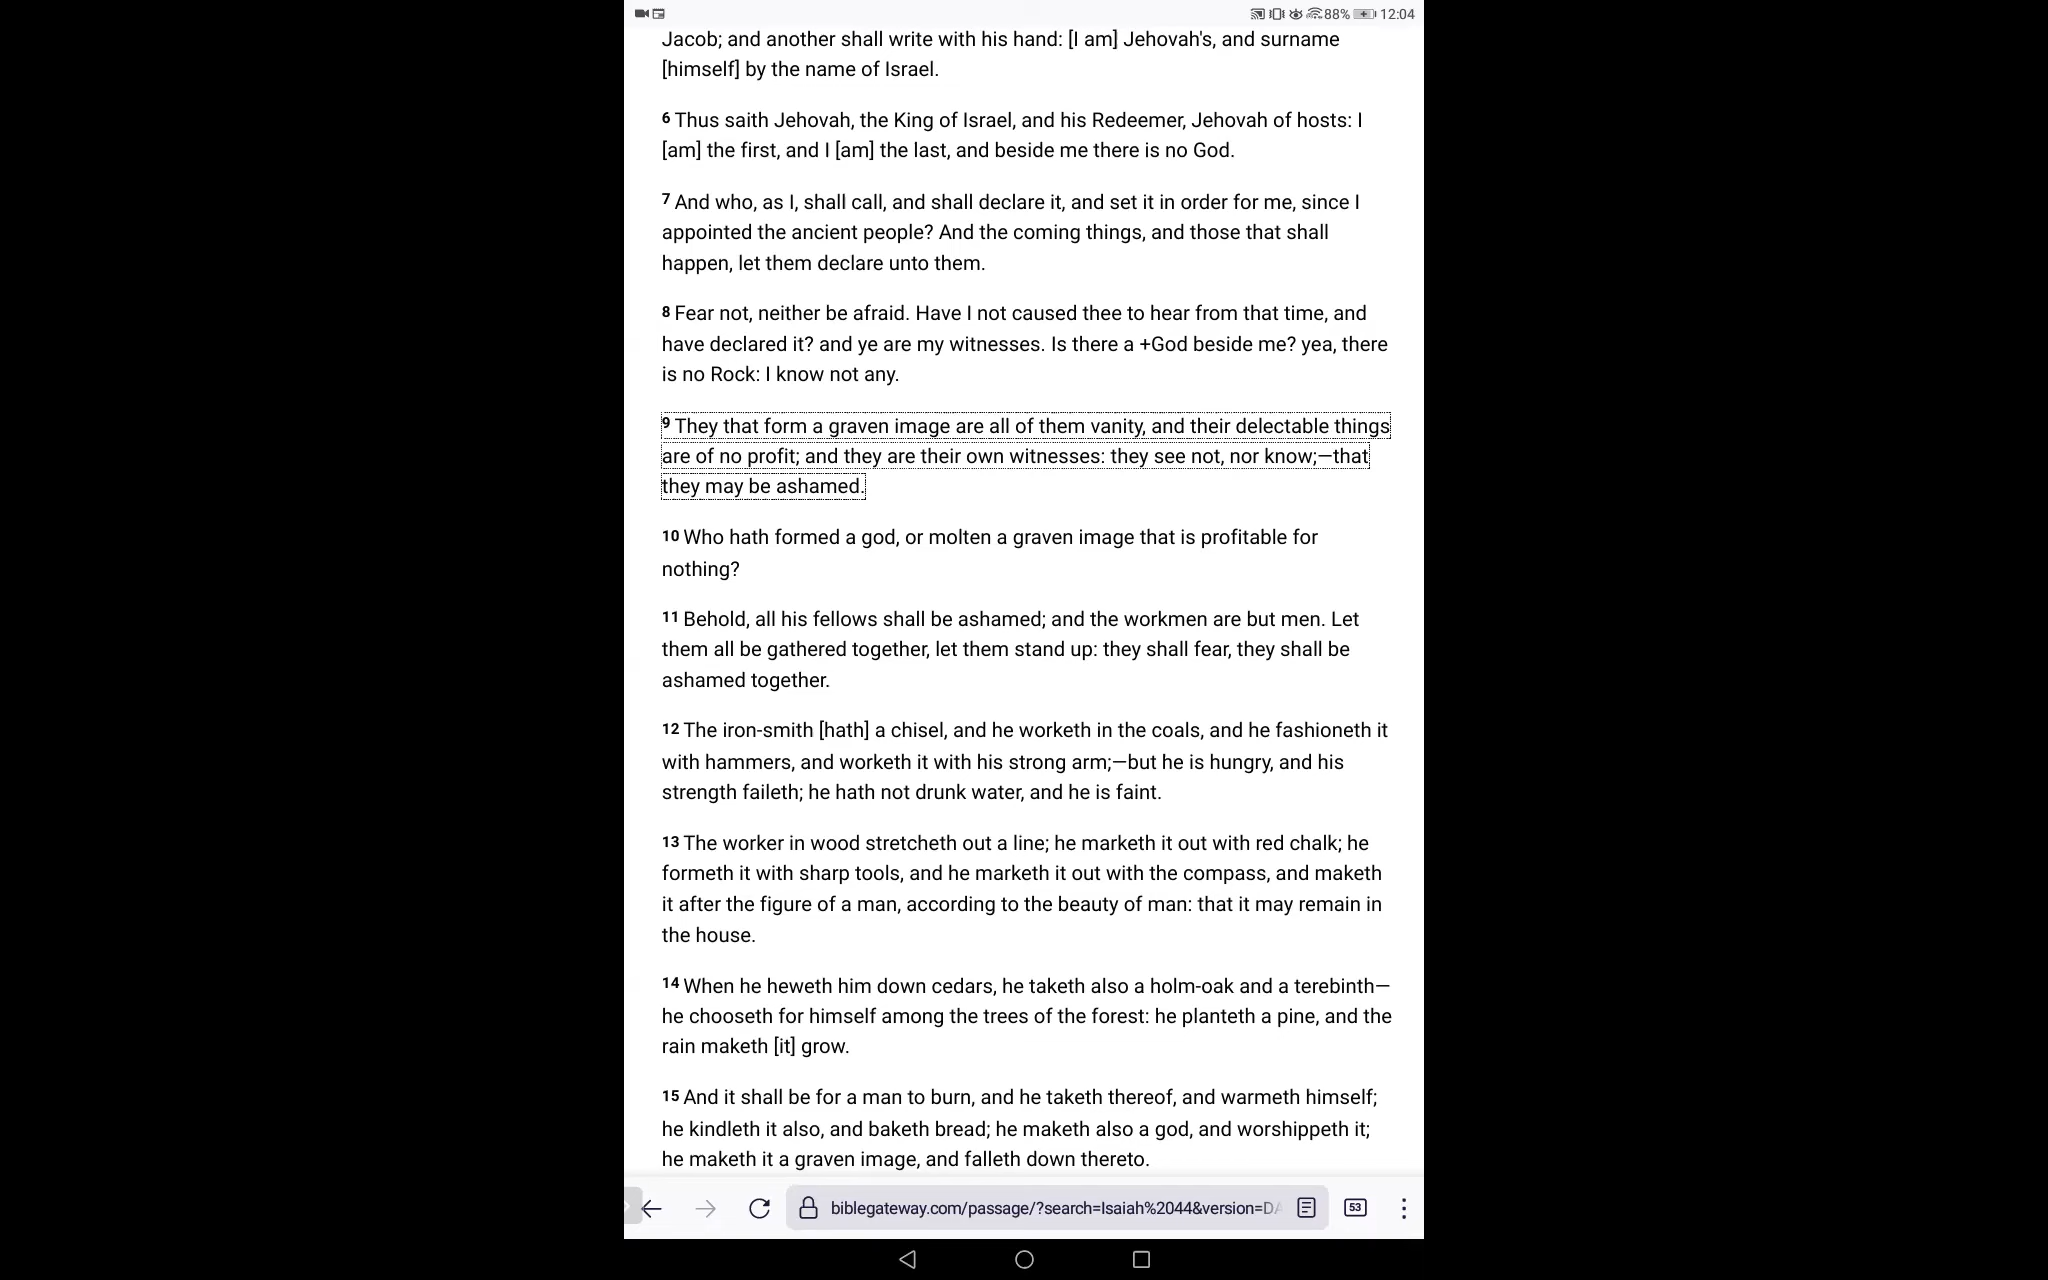 88% 12:04
Jacob; and another shall write with his hand: [I am] Jehovah's, and surname
[himself] by the name of Israel.
6 Thus saith Jehovah, the King of Israel, and his Redeemer, Jehovah of hosts: I
[am] the first, and I [am] the last, and beside me there is no God.
7 And who, as I, shall call, and shall declare it, and set it in order for me, since I
appointed the ancient people? And the coming things, and those that shall
happen, let them declare unto them.
8 Fear not, neither be afraid. Have I not caused thee to hear from that time, and
have declared it? and ye are my witnesses. Is there a +God beside me? yea, there
is no Rock: I know not any.
9 They that form a graven image are all of them vanity, and their delectable things
are of no profit; and they are their own witnesses: they see not, nor know;—that
they may be ashamed.
10 Who hath formed a god, or molten a graven image that is profitable for
nothing?
11 Behold, all his fellows shall be ashamed; and the workmen are but men. Let
them all be gathered together, let them stand up: they shall fear, they shall be
ashamed together.
12 The iron-smith [hath] a chisel, and he worketh in the coals, and he fashioneth it
with hammers, and worketh it with his strong arm;—but he is hungry, and his
strength faileth; he hath not drunk water, and he is faint.
13 The worker in wood stretcheth out a line; he marketh it out with red chalk; he
formeth it with sharp tools, and he marketh it out with the compass, and maketh
it after the figure of a man, according to the beauty of man: that it may remain in
the house.
14 When he heweth him down cedars, he taketh also a holm-oak and a terebinth—
he chooseth for himself among the trees of the forest: he planteth a pine, and the
rain maketh [it] grow.
15 And it shall be for a man to burn, and he taketh thereof, and warmeth himself;
he kindleth it also, and baketh bread; he maketh also a god, and worshippeth it;
he maketh it a graven image, and falleth down thereto.
biblegateway.com/passage/?search=Isaiah%2044&version=DA 53